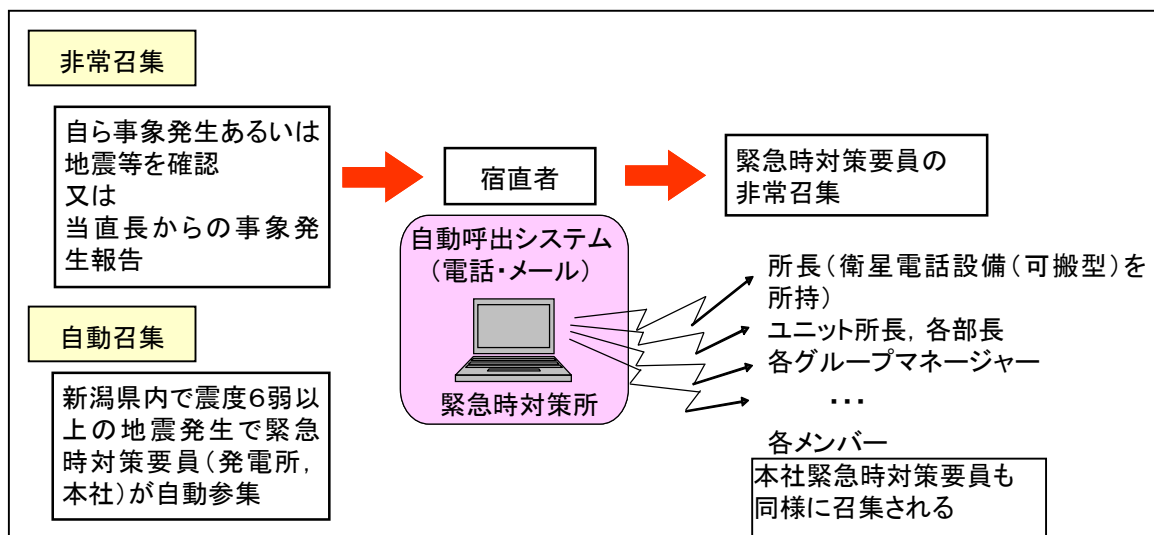 非常召集
自ら事象発生あるいは
地震等を確認
又は
当直長からの事象発
生報告
宿直者
緊急時対策要員の
非常召集
自動呼出システム
（電話・メール）
緊急時対策所
所長（衛星電話設備（可搬型）を
所持）
ユニット所長，各部長
各グループマネージャー
・・・
各メンバー
本社緊急時対策要員も
同様に召集される
自動召集
新潟県内で震度６弱以
上の地震発生で緊急
時対策要員（発電所，
本社）が自動参集